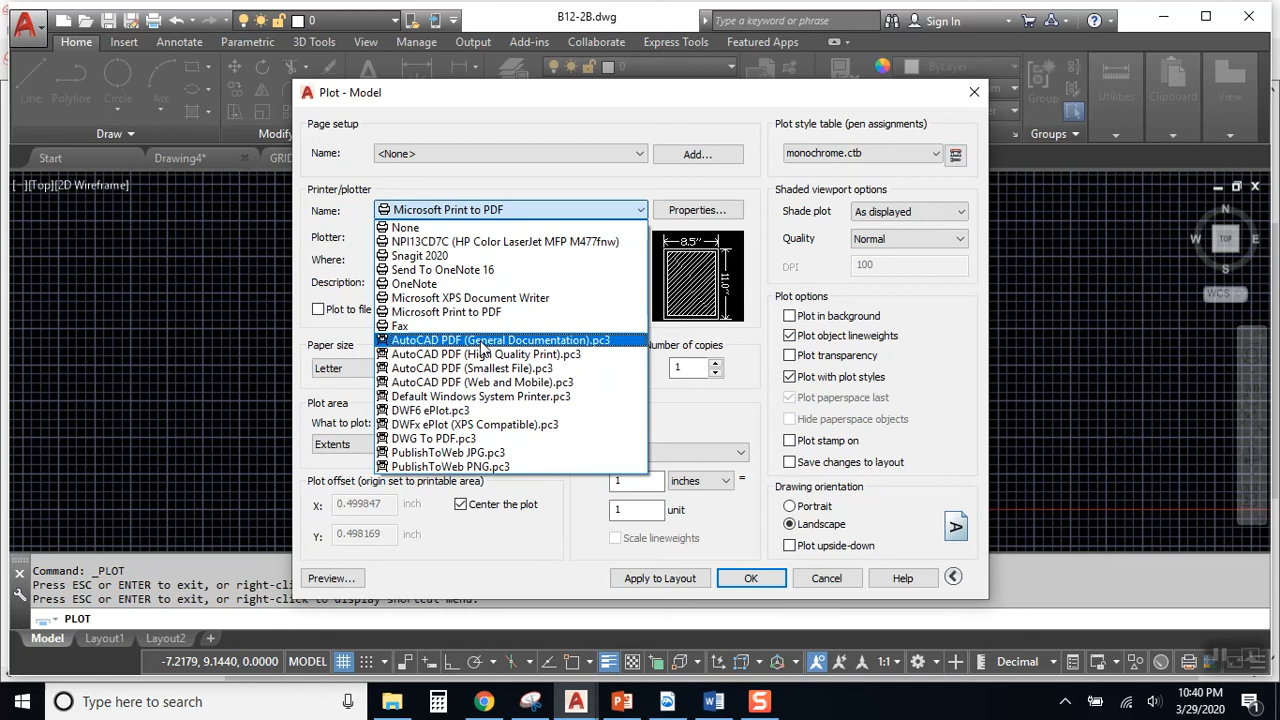 B12-2B.dwg
0
Type a keyword or phrase
Sign In
Home Insert Annotate Parametric 3D Tools View Manage Output Add-ins Collaborate Express Tools Featured Apps
Line Polyline Circle Arc
0
ByLayer
Group Utilities Clipboard View
Draw Modify Groups
Start Drawing4*
[−][Top][2D Wireframe]
Plot - Model
Page setup
Name: <None> Add...
Printer/plotter
Name: Microsoft Print to PDF Properties...
Plotter:
Where:
Description:
Plot to file
None
NPI13CD7C (HP Color LaserJet MFP M477fnw)
Snagit 2020
Send To OneNote 16
OneNote
Microsoft XPS Document Writer
Microsoft Print to PDF
Fax
AutoCAD PDF (General Documentation).pc3
AutoCAD PDF (High Quality Print).pc3
AutoCAD PDF (Smallest File).pc3
AutoCAD PDF (Web and Mobile).pc3
Default Windows System Printer.pc3
DWF6 ePlot.pc3
DWFx ePlot (XPS Compatible).pc3
DWG To PDF.pc3
PublishToWeb JPG.pc3
PublishToWeb PNG.pc3
8.5"
11.0"
Paper size
Letter
Number of copies
1
Plot area
What to plot:
Extents
Plot offset (origin set to printable area)
X: 0.499847 inch
Center the plot
Y: 0.498169 inch
1 inches =
1 unit
Scale lineweights
Plot style table (pen assignments)
monochrome.ctb
Shaded viewport options
Shade plot As displayed
Quality Normal
DPI 100
Plot options
Plot in background
Plot object lineweights
Plot transparency
Plot with plot styles
Plot paperspace last
Hide paperspace objects
Plot stamp on
Save changes to layout
Drawing orientation
Portrait
Landscape
Plot upside-down
A
Preview... Apply to Layout OK Cancel Help
N
W TOP E
S
WCS
Command: _PLOT
Press ESC or ENTER to exit, or right-click to display shortcut menu.
PLOT
Model Layout1 Layout2 +
-7.2179, 9.1440, 0.0000 MODEL 1:1 Decimal
Type here to search
10:40 PM
3/29/2020
1